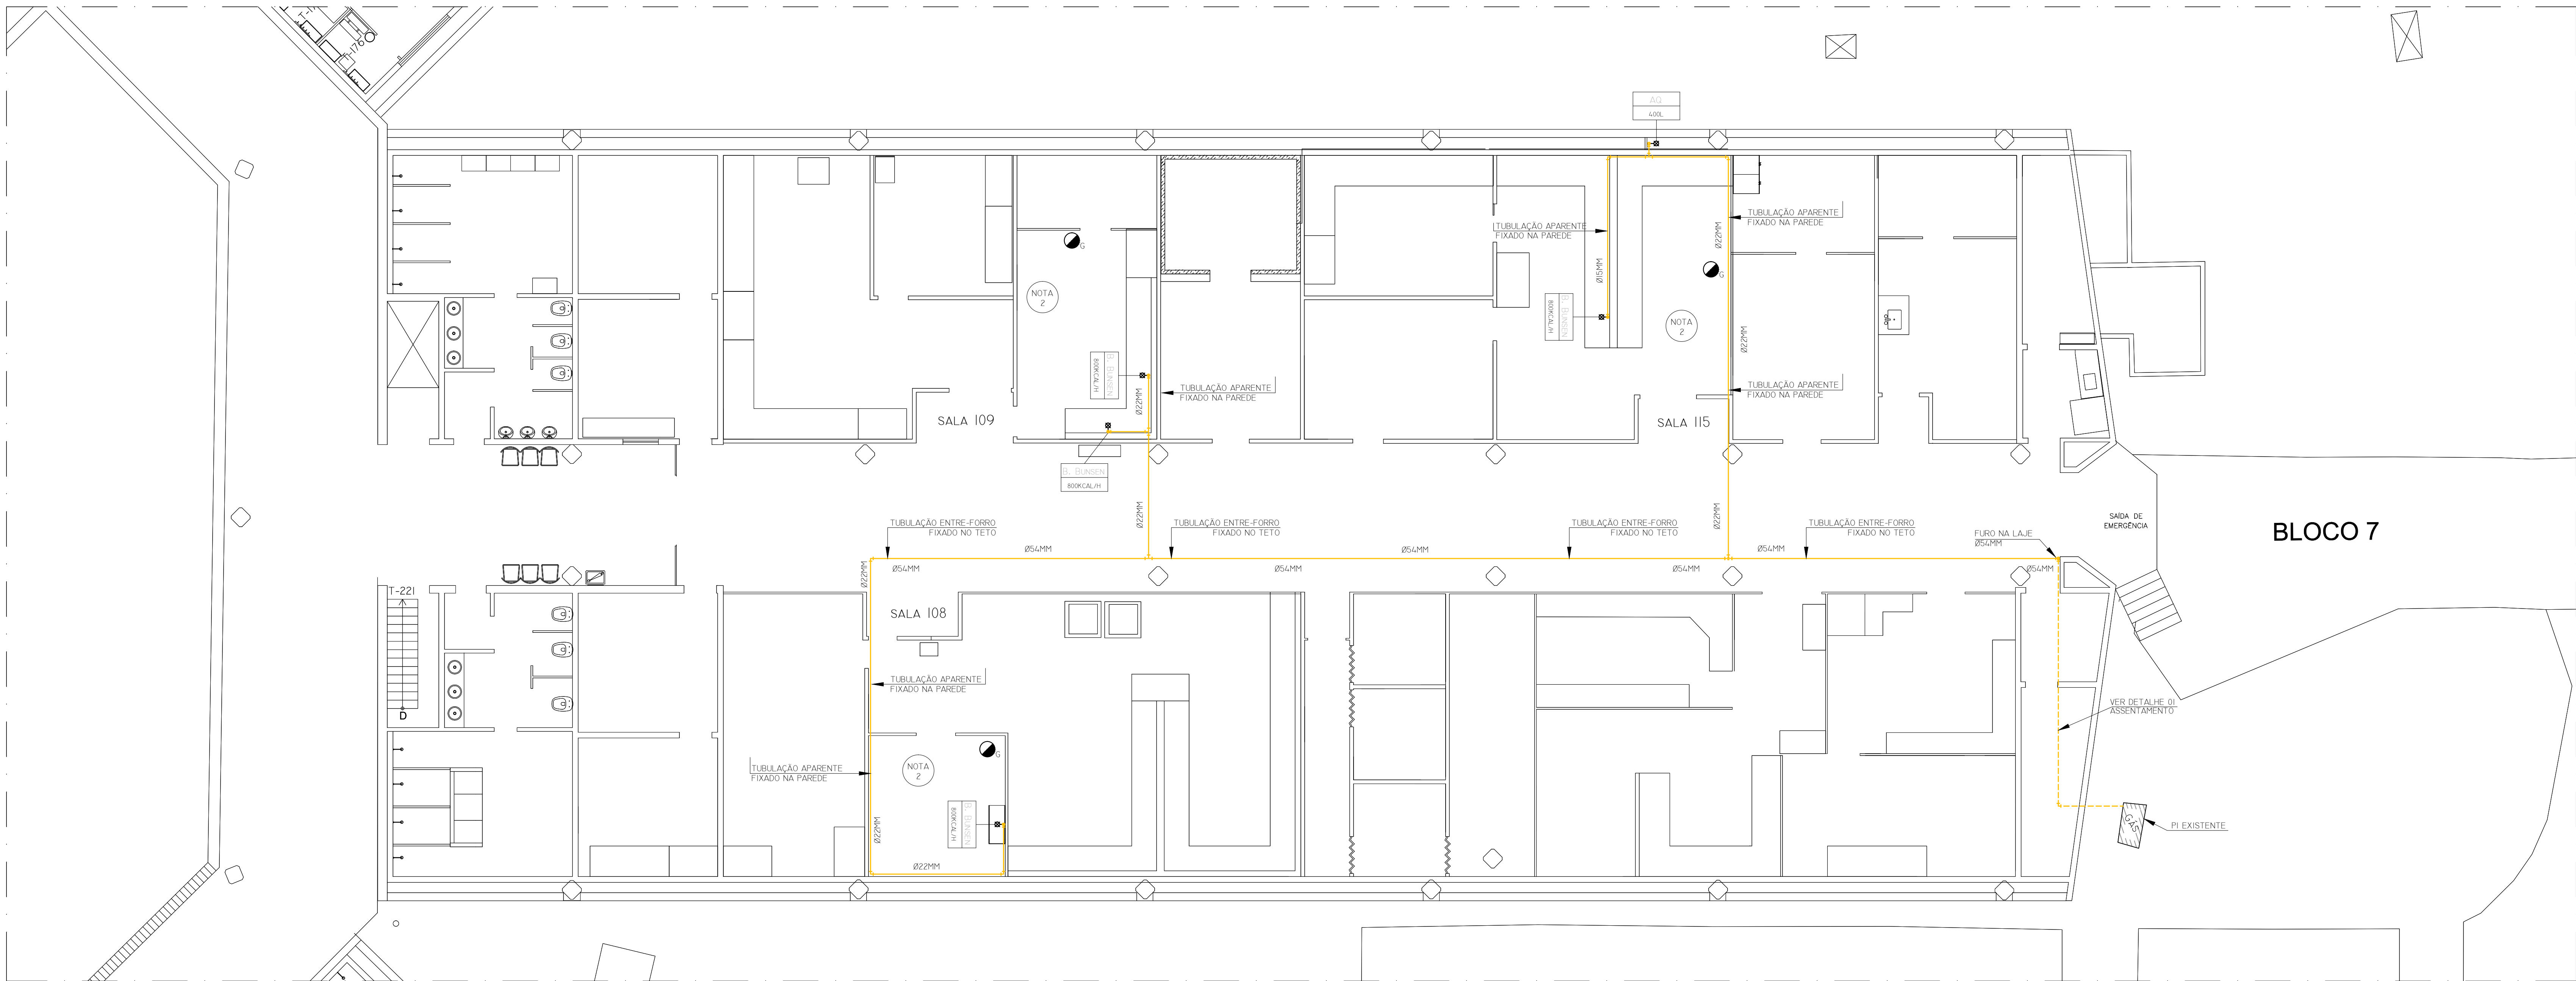 T-176
AQ
400L
TUBULAÇÃO APARENTE
FIXADO NA PAREDE
TUBULAÇÃO APARENTE
FIXADO NA PAREDE
Ø22MM
G
G
Ø15MM
NOTA
2
B. BUNSEN
800KCAL/H
NOTA
2
Ø22MM
B. BUNSEN
800KCAL/H
Ø22MM
TUBULAÇÃO APARENTE
FIXADO NA PAREDE
TUBULAÇÃO APARENTE
FIXADO NA PAREDE
SALA 109
SALA 115
B. BUNSEN
800KCAL/H
Ø22MM
Ø22MM
TUBULAÇÃO ENTRE-FORRO
FIXADO NO TETO
TUBULAÇÃO ENTRE-FORRO
FIXADO NO TETO
TUBULAÇÃO ENTRE-FORRO
FIXADO NO TETO
TUBULAÇÃO ENTRE-FORRO
FIXADO NO TETO
SAÍDA DE
EMERGÊNCIA
BLOCO 7
FURO NA LAJE
Ø54MM
Ø54MM
Ø54MM
Ø54MM
Ø22MM
Ø54MM
Ø54MM
Ø54MM
Ø54MM
T-221
SALA 108
TUBULAÇÃO APARENTE
FIXADO NA PAREDE
VER DETALHE 01
ASSENTAMENTO
D
G
NOTA
2
TUBULAÇÃO APARENTE
FIXADO NA PAREDE
B. BUNSEN
800KCAL/H
Ø22MM
GÁS
PI EXISTENTE
Ø22MM